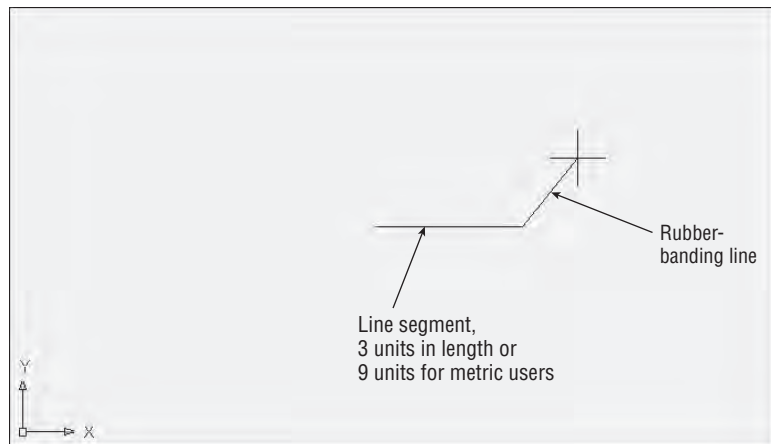 Rubber-
banding line
Line segment,
3 units in length or
9 units for metric users
Y
X